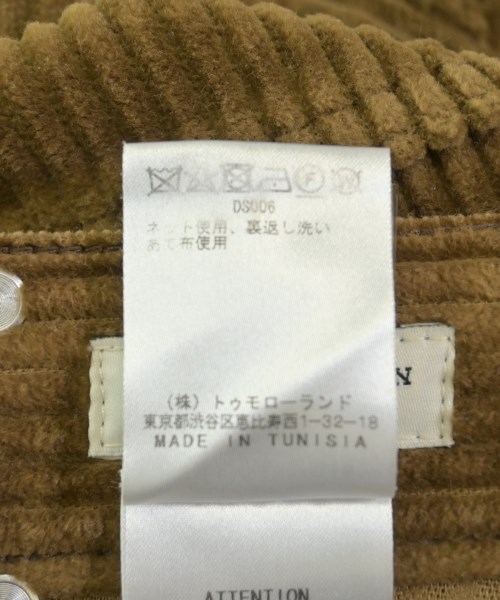 DS006
ネット使用、裏返し洗い
あて布使用
N
(株) トゥモローランド
東京都渋谷区恵比寿西1-32-18
MADE IN TUNISIA
ATTENTION